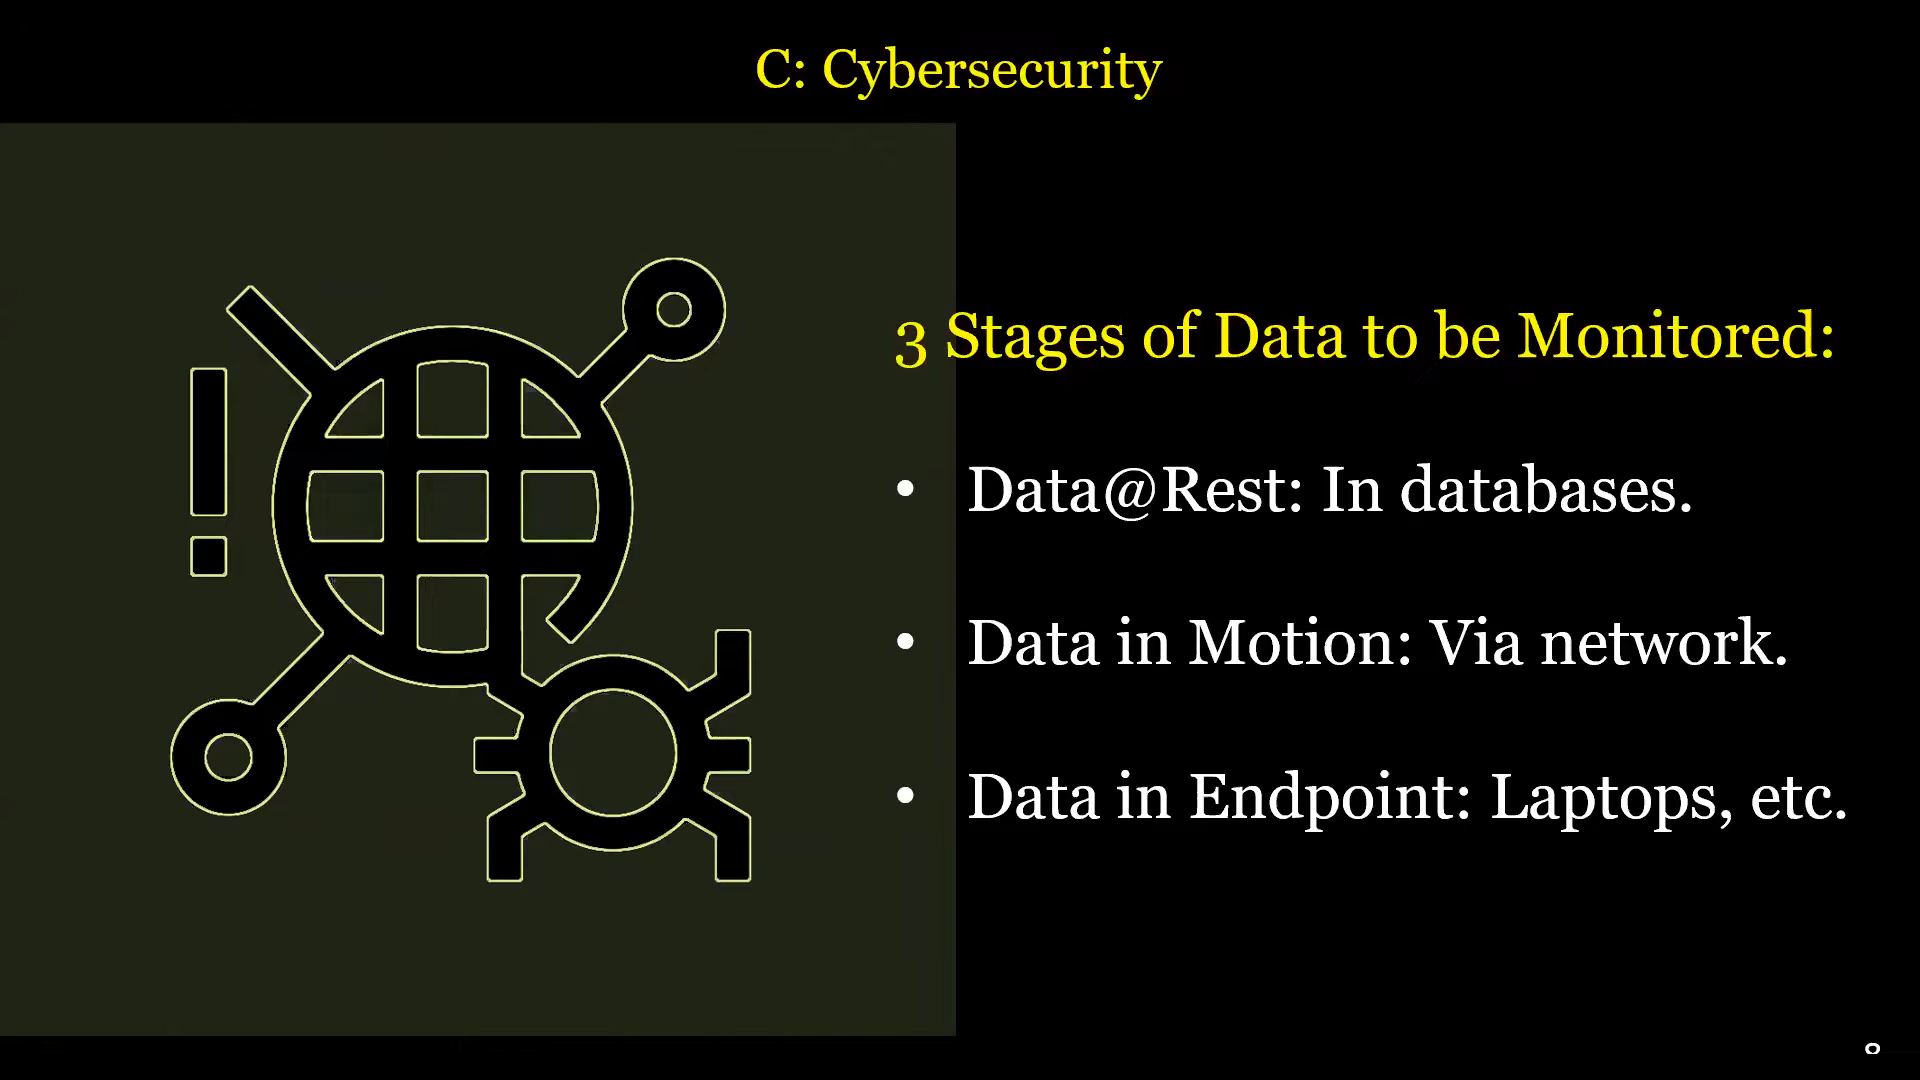 C: Cybersecurity
3 Stages of Data to be Monitored:
• Data@Rest: In databases.
• Data in Motion: Via network.
• Data in Endpoint: Laptops, etc.
8